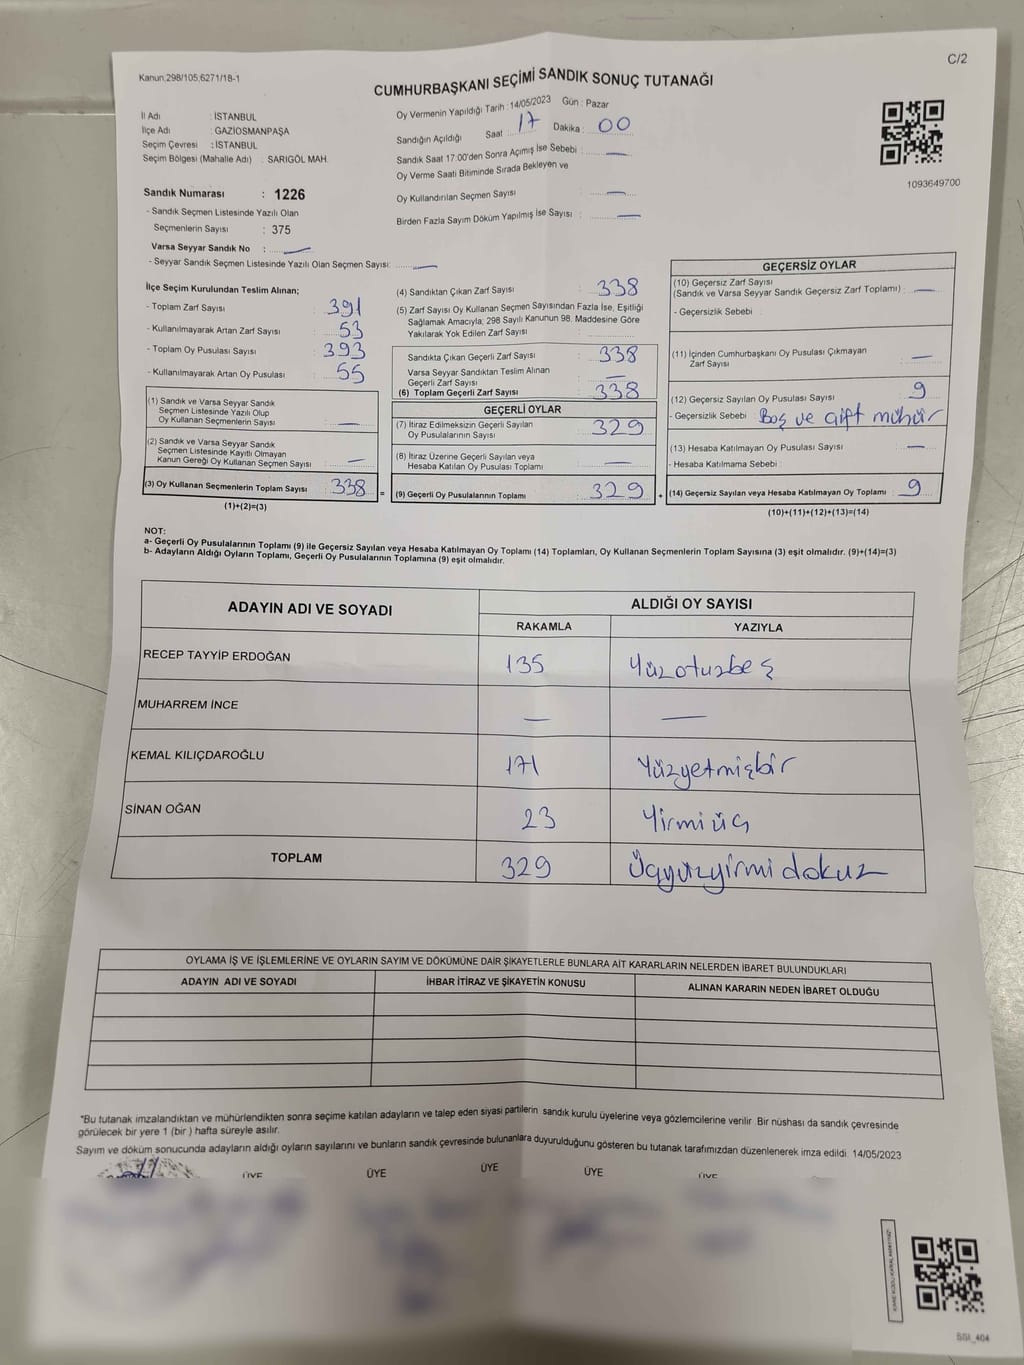 Kanun.298/105,6271/18-1
C/2
CUMHURBAŞKANI SEÇİMİ SANDIK SONUÇ TUTANAĞI
İl Adı : İSTANBUL
İlçe Adı : GAZİOSMANPAŞA
Seçim Çevresi : İSTANBUL
Seçim Bölgesi (Mahalle Adı) : SARIGÖL MAH.
Oy Vermenin Yapıldığı Tarih : 14/05/2023 Gün : Pazar
Sandığın Açıldığı Saat : 17 Dakika : 00
Sandık Saat 17:00'den Sonra Açımış İse Sebebi : —
Oy Verme Saati Bitiminde Sırada Bekleyen ve
Oy Kullandırılan Seçmen Sayısı : —
Birden Fazla Sayım Döküm Yapılmış İse Sayısı : —
1093649700
Sandık Numarası : 1226
- Sandık Seçmen Listesinde Yazılı Olan
Seçmenlerin Sayısı : 375
Varsa Seyyar Sandık No : —
- Seyyar Sandık Seçmen Listesinde Yazılı Olan Seçmen Sayısı: —
İlçe Seçim Kurulundan Teslim Alınan;
- Toplam Zarf Sayısı : 391
- Kullanılmayarak Artan Zarf Sayısı : 53
- Toplam Oy Pusulası Sayısı : 393
- Kullanılmayarak Artan Oy Pusulası : 55
(1) Sandık ve Varsa Seyyar Sandık
Seçmen Listesinde Yazılı Olup
Oy Kullanan Seçmenlerin Sayısı : —
(2) Sandık ve Varsa Seyyar Sandık
Seçmen Listesinde Kayıtlı Olmayan
Kanun Gereği Oy Kullanan Seçmen Sayısı : —
(3) Oy Kullanan Seçmenlerin Toplam Sayısı : 338
(1)+(2)=(3)
(4) Sandıktan Çıkan Zarf Sayısı : 338
(5) Zarf Sayısı Oy Kullanan Seçmen Sayısından Fazla İse, Eşitliği
Sağlamak Amacıyla; 298 Sayılı Kanunun 98. Maddesine Göre
Yakılarak Yok Edilen Zarf Sayısı :
Sandıkta Çıkan Geçerli Zarf Sayısı : 338
Varsa Seyyar Sandıktan Teslim Alınan
Geçerli Zarf Sayısı : —
(6) Toplam Geçerli Zarf Sayısı : 338
GEÇERLİ OYLAR
(7) İtiraz Edilmeksizin Geçerli Sayılan
Oy Pusulalarının Sayısı : 329
(8) İtiraz Üzerine Geçerli Sayılan veya
Hesaba Katılan Oy Pusulası Toplamı : —
= (9) Geçerli Oy Pusulalarının Toplamı : 329 +
GEÇERSİZ OYLAR
(10) Geçersiz Zarf Sayısı
(Sandık ve Varsa Seyyar Sandık Geçersiz Zarf Toplamı) : —
- Geçersizlik Sebebi :
(11) İçinden Cumhurbaşkanı Oy Pusulası Çıkmayan
Zarf Sayısı : —
(12) Geçersiz Sayılan Oy Pusulası Sayısı : 9
- Geçersizlik Sebebi : Boş ve çift mühür
(13) Hesaba Katılmayan Oy Pusulası Sayısı : —
- Hesaba Katılmama Sebebi :
(14) Geçersiz Sayılan veya Hesaba Katılmayan Oy Toplamı : 9
(10)+(11)+(12)+(13)=(14)
NOT:
a- Geçerli Oy Pusulalarının Toplamı (9) ile Geçersiz Sayılan veya Hesaba Katılmayan Oy Toplamı (14) Toplamları, Oy Kullanan Seçmenlerin Toplam Sayısına (3) eşit olmalıdır. (9)+(14)=(3)
b- Adayların Aldığı Oyların Toplamı, Geçerli Oy Pusulalarının Toplamına (9) eşit olmalıdır.
ADAYIN ADI VE SOYADI ALDIĞI OY SAYISI
RAKAMLA YAZIYLA
RECEP TAYYİP ERDOĞAN 135 Yüzotuzbeş
MUHARREM İNCE — —
KEMAL KILIÇDAROĞLU 171 Yüzyetmişbir
SİNAN OĞAN 23 Yirmiüç
TOPLAM 329 Üçyüzyirmidokuz
OYLAMA İŞ VE İŞLEMLERİNE VE OYLARIN SAYIM VE DÖKÜMÜNE DAİR ŞİKAYETLERLE BUNLARA AİT KARARLARIN NELERDEN İBARET BULUNDUKLARI
ADAYIN ADI VE SOYADI İHBAR İTİRAZ VE ŞİKAYETİN KONUSU ALINAN KARARIN NEDEN İBARET OLDUĞU
*Bu tutanak imzalandıktan ve mühürlendikten sonra seçime katılan adayların ve talep eden siyasi partilerin sandık kurulu üyelerine veya gözlemcilerine verilir. Bir nüshası da sandık çevresinde
görülecek bir yere 1 (bir) hafta süreyle asılır.
Sayım ve döküm sonucunda adayların aldığı oyların sayılarını ve bunların sandık çevresinde bulunanlara duyurulduğunu gösteren bu tutanak tarafımızdan düzenlenerek imza edildi. 14/05/2023
ÜYE ÜYE ÜYE ÜYE ÜYE
SGI_404